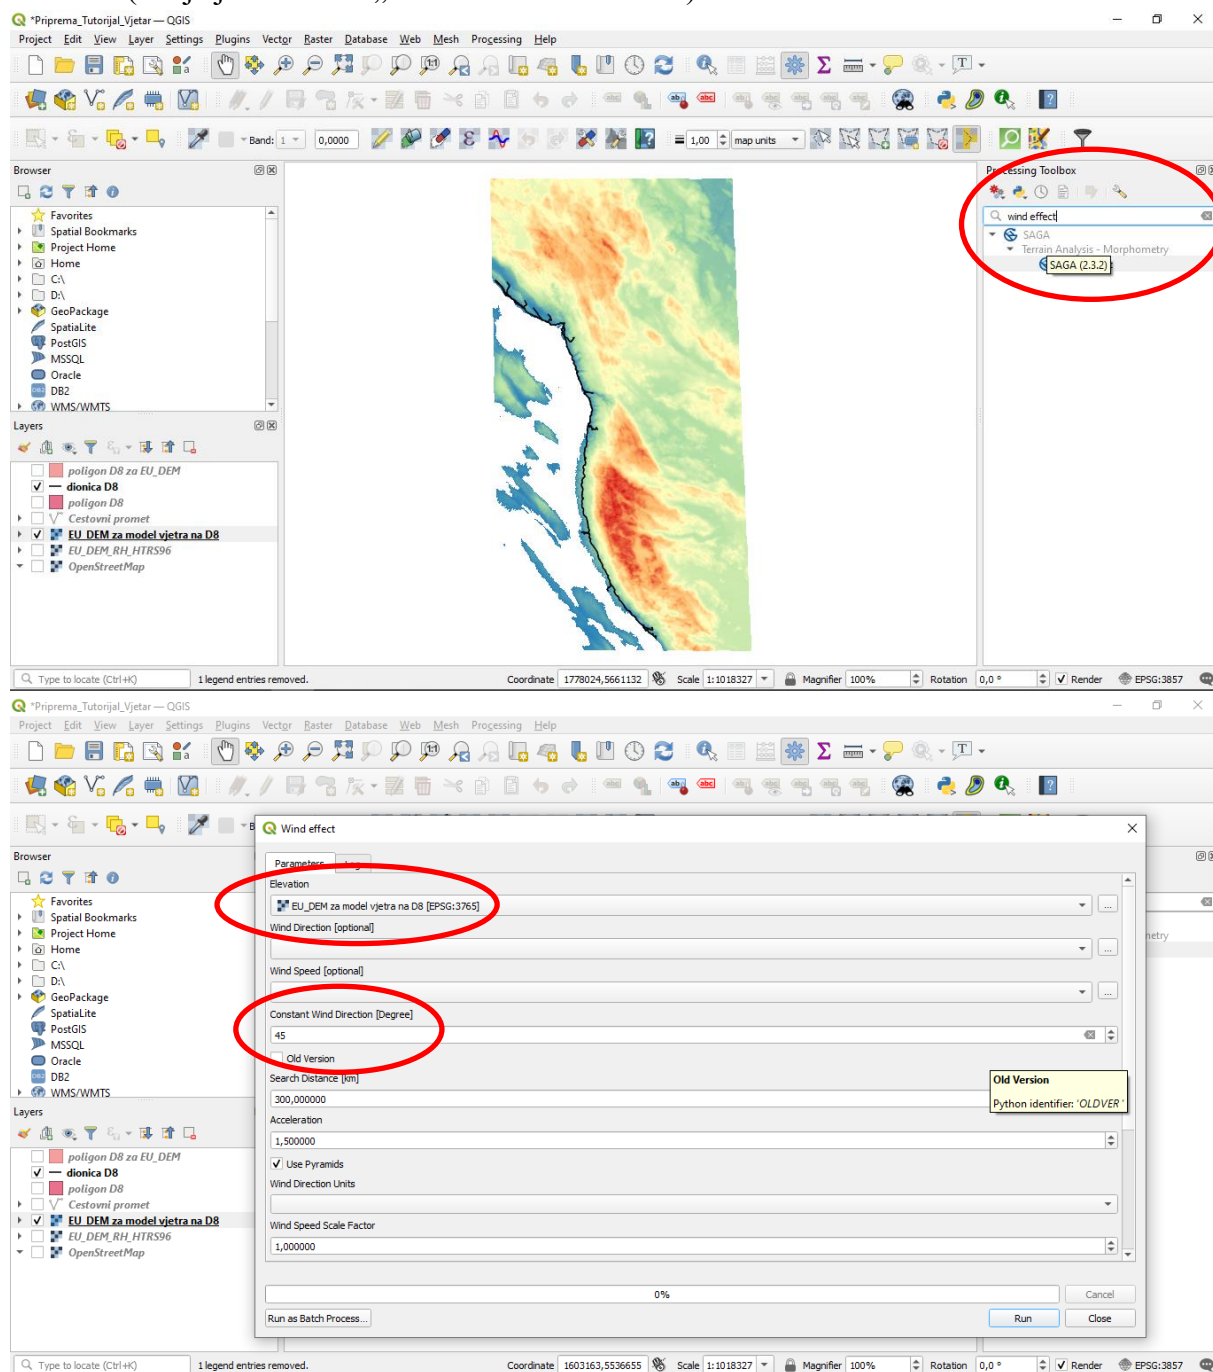 *Priprema_Tutorijal_Vjetar — QGIS
Project Edit View Layer Settings Plugins Vector Raster Database Web Mesh Processing Help
Band: 1 0,0000 1,00 map units
Browser
Favorites
Spatial Bookmarks
Project Home
Home
C:\
D:\
GeoPackage
SpatiaLite
PostGIS
MSSQL
Oracle
DB2
WMS/WMTS
Layers
poligon D8 za EU_DEM
dionica D8
poligon D8
Cestovni promet
EU_DEM za model vjetra na D8
EU_DEM_RH_HTRS96
OpenStreetMap
Processing Toolbox
wind effect
SAGA
Terrain Analysis - Morphometry
SAGA (2.3.2)
Type to locate (Ctrl+K) 1 legend entries removed. Coordinate 1778024,5661132 Scale 1:1018327 Magnifier 100% Rotation 0,0 ° Render EPSG:3857
*Priprema_Tutorijal_Vjetar — QGIS
Project Edit View Layer Settings Plugins Vector Raster Database Web Mesh Processing Help
Browser
Favorites
Spatial Bookmarks
Project Home
Home
C:\
D:\
GeoPackage
SpatiaLite
PostGIS
MSSQL
Oracle
DB2
WMS/WMTS
Layers
poligon D8 za EU_DEM
dionica D8
poligon D8
Cestovni promet
EU_DEM za model vjetra na D8
EU_DEM_RH_HTRS96
OpenStreetMap
Wind effect
Parameters
Elevation
EU_DEM za model vjetra na D8 [EPSG:3765]
Wind Direction [optional]
Wind Speed [optional]
Constant Wind Direction [Degree]
45
Old Version
Search Distance [km]
300,000000
Acceleration
1,500000
Use Pyramids
Wind Direction Units
Wind Speed Scale Factor
1,000000
Old Version
Python identifier: 'OLDVER'
0%
Cancel
Run as Batch Process...
Run Close
Type to locate (Ctrl+K) 1 legend entries removed. Coordinate 1603163,5536655 Scale 1:1018327 Magnifier 100% Rotation 0,0 ° Render EPSG:3857